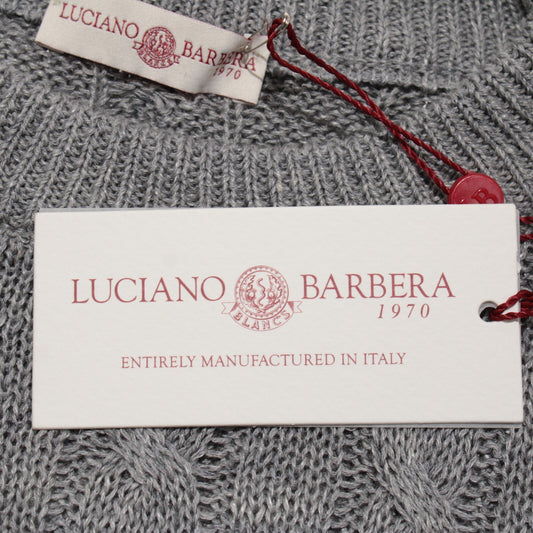 LUCIANO BARBERA
1970
LUCIANO BARBERA
BLANCS
1970
ENTIRELY MANUFACTURED IN ITALY